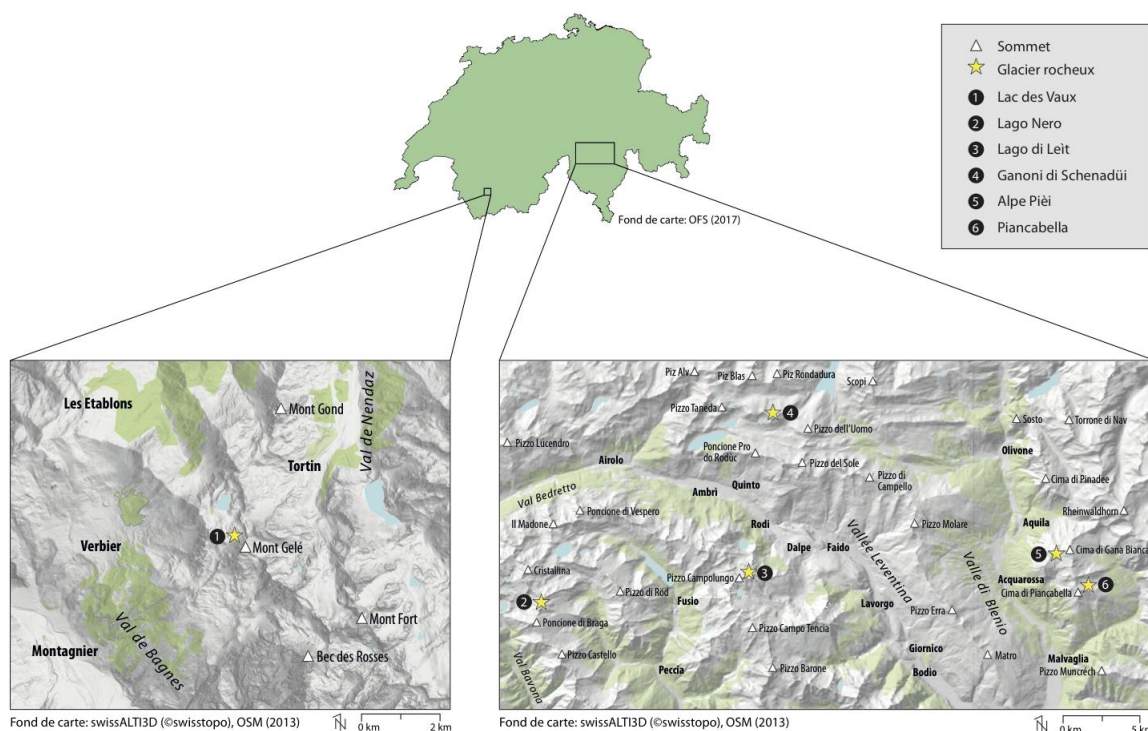 Sommet
Glacier rocheux
1 Lac des Vaux
2 Lago Nero
3 Lago di Leìt
4 Ganoni di Schenadüi
5 Alpe Pièi
6 Piancabella
Fond de carte: OFS (2017)
Les Etablons
Mont Gond
Val de Nendaz
Tortin
1
Mont Gelé
Verbier
Mont Fort
Montagnier
Val de Bagnes
Bec des Rosses
Fond de carte: swissALTI3D (©swisstopo), OSM (2013)
N
0 km 2 km
Piz Alv
Piz Blas
Piz Rondadura
Scopi
Pizzo Taneda
4
Pizzo dell'Uomo
Sosto
Torrone di Nav
Pizzo Lucendro
Poncione Pro
do Rodüc
Olivone
Airolo
Pizzo del Sole
Pizzo di
Campello
Cima di Pinadee
Val Bedretto
Ambrì
Quinto
Rheinwaldhorn
Il Madone
Poncione di Vespero
Rodi
Pizzo Molare
Aquila
Dalpe
Faido
Vallée Leventina
5
Cima di Gana Bianca
Cristallina
Pizzo Campolungo
3
Acquarossa
6
Cima di Piancabella
2
Pizzo di Röd
Fusio
Lavorgo
Valle di Blenio
Poncione di Braga
Pizzo Campo Tencia
Pizzo Erra
Giornico
Pizzo Castello
Peccia
Pizzo Barone
Bodio
Matro
Malvaglia
Pizzo Muncréch
Val Bavona
Fond de carte: swissALTI3D (©swisstopo), OSM (2013)
N
0 km 5 km